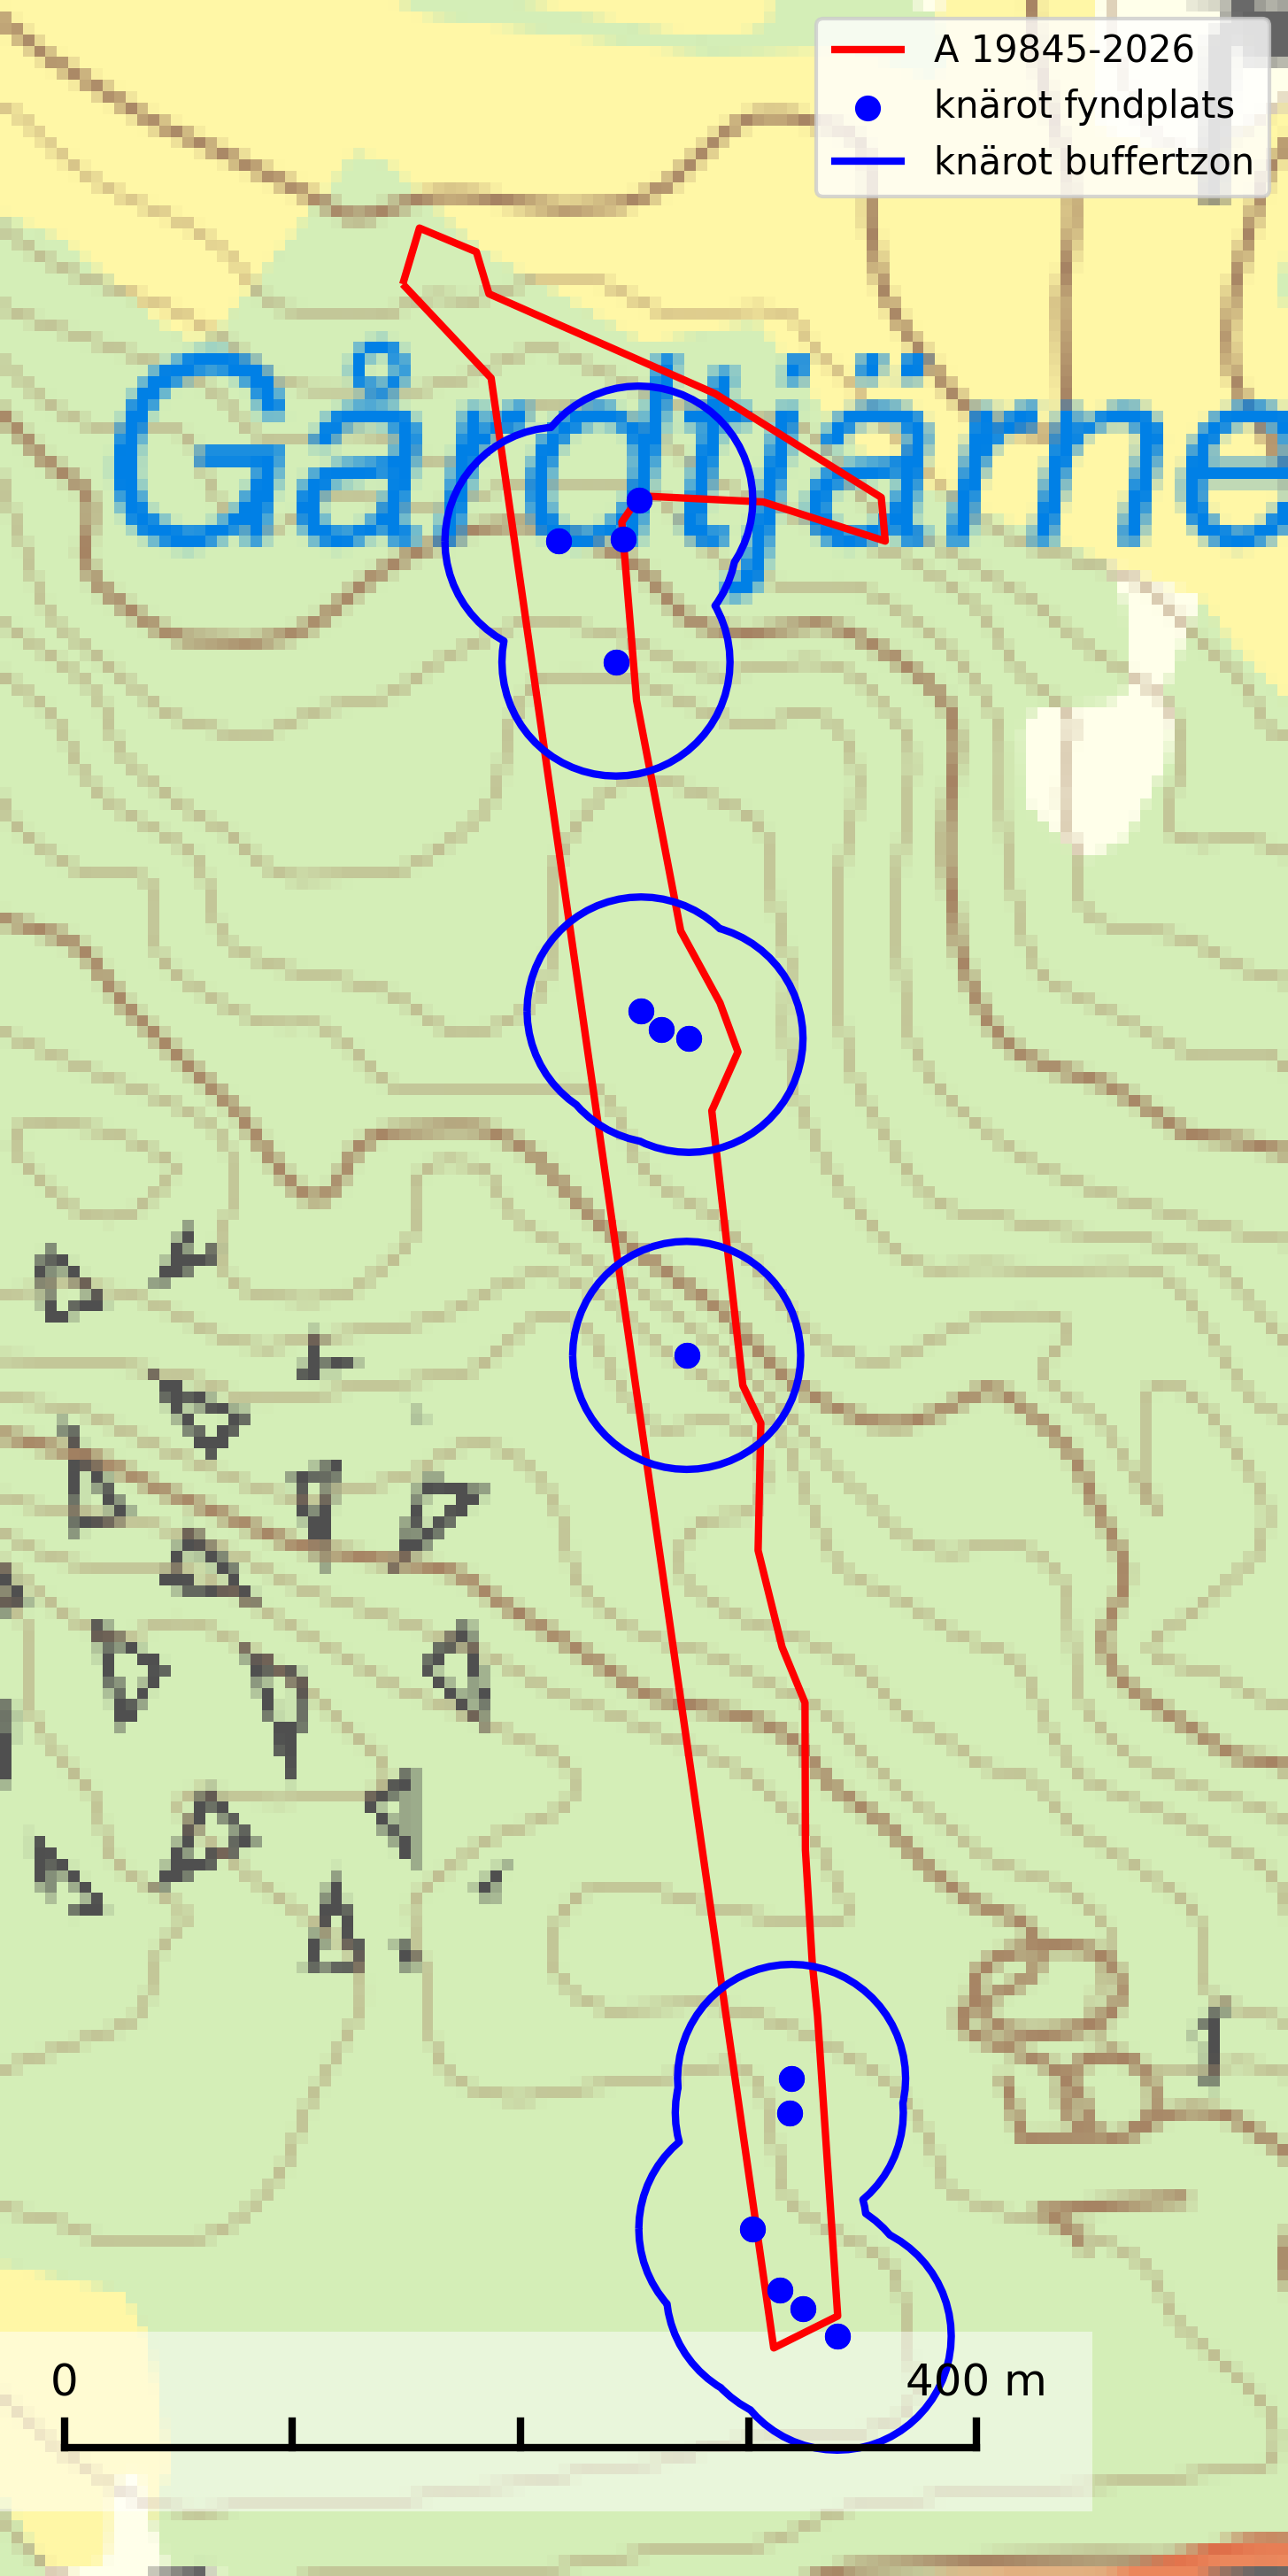 A 19845-2026
knärot fyndplats
knärot buffertzon
Gårdtjärne
0
400 m